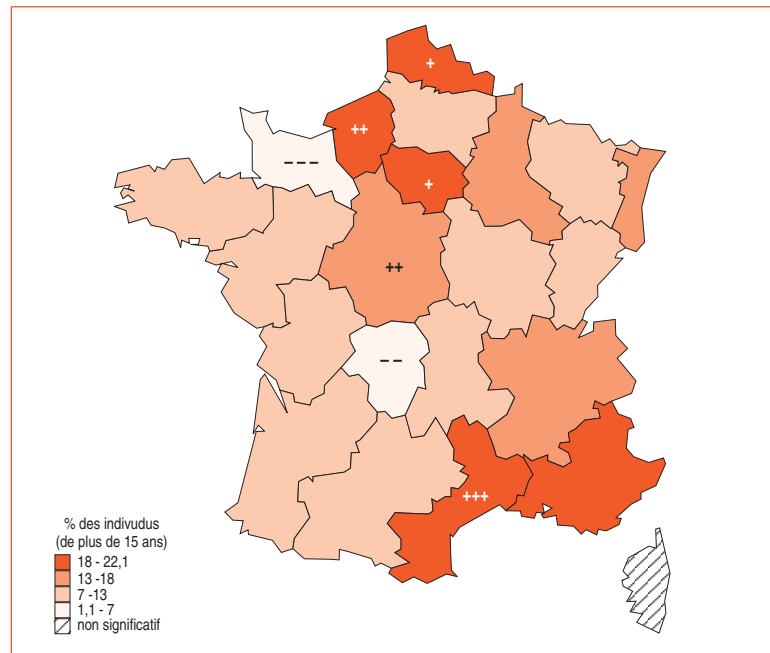 +
++
+
– – –
++
– –
+++
% des indivudus
(de plus de 15 ans)
18 - 22,1
13 -18
7 -13
1,1 - 7
non significatif